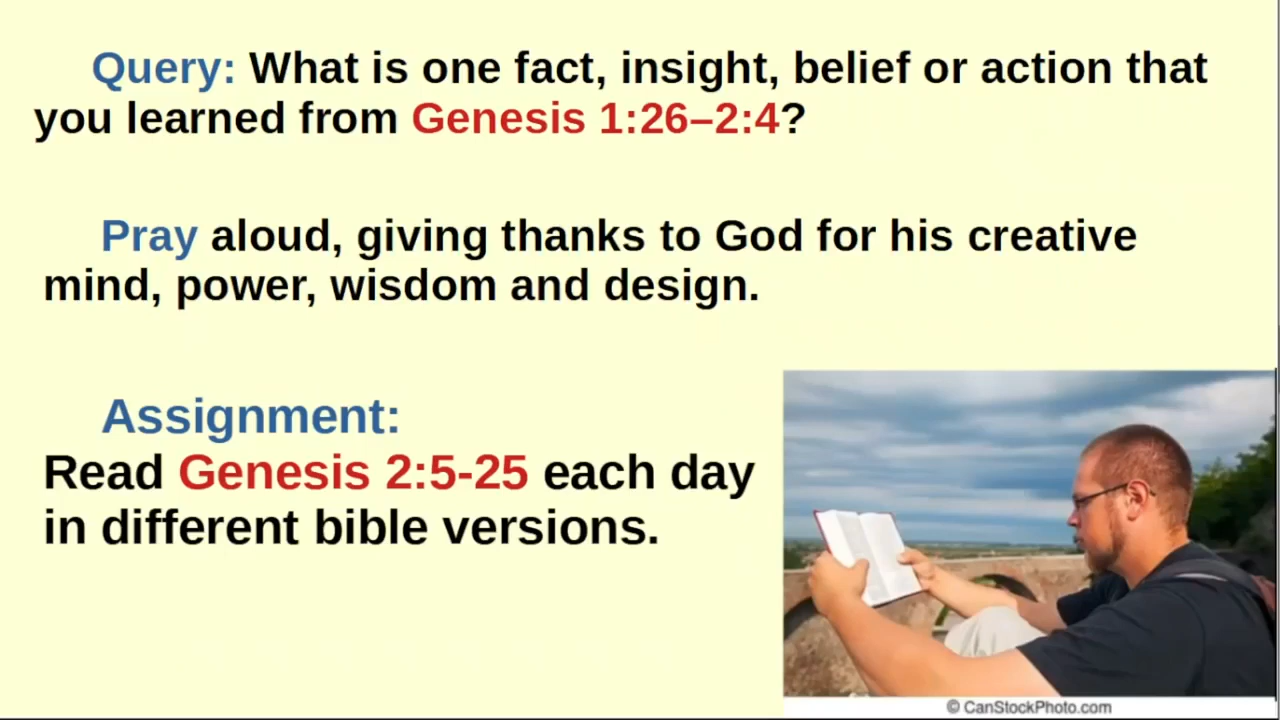 Query: What is one fact, insight, belief or action that
you learned from Genesis 1:26–2:4?
Pray aloud, giving thanks to God for his creative
mind, power, wisdom and design.
Assignment:
Read Genesis 2:5-25 each day
in different bible versions.
© CanStockPhoto.com